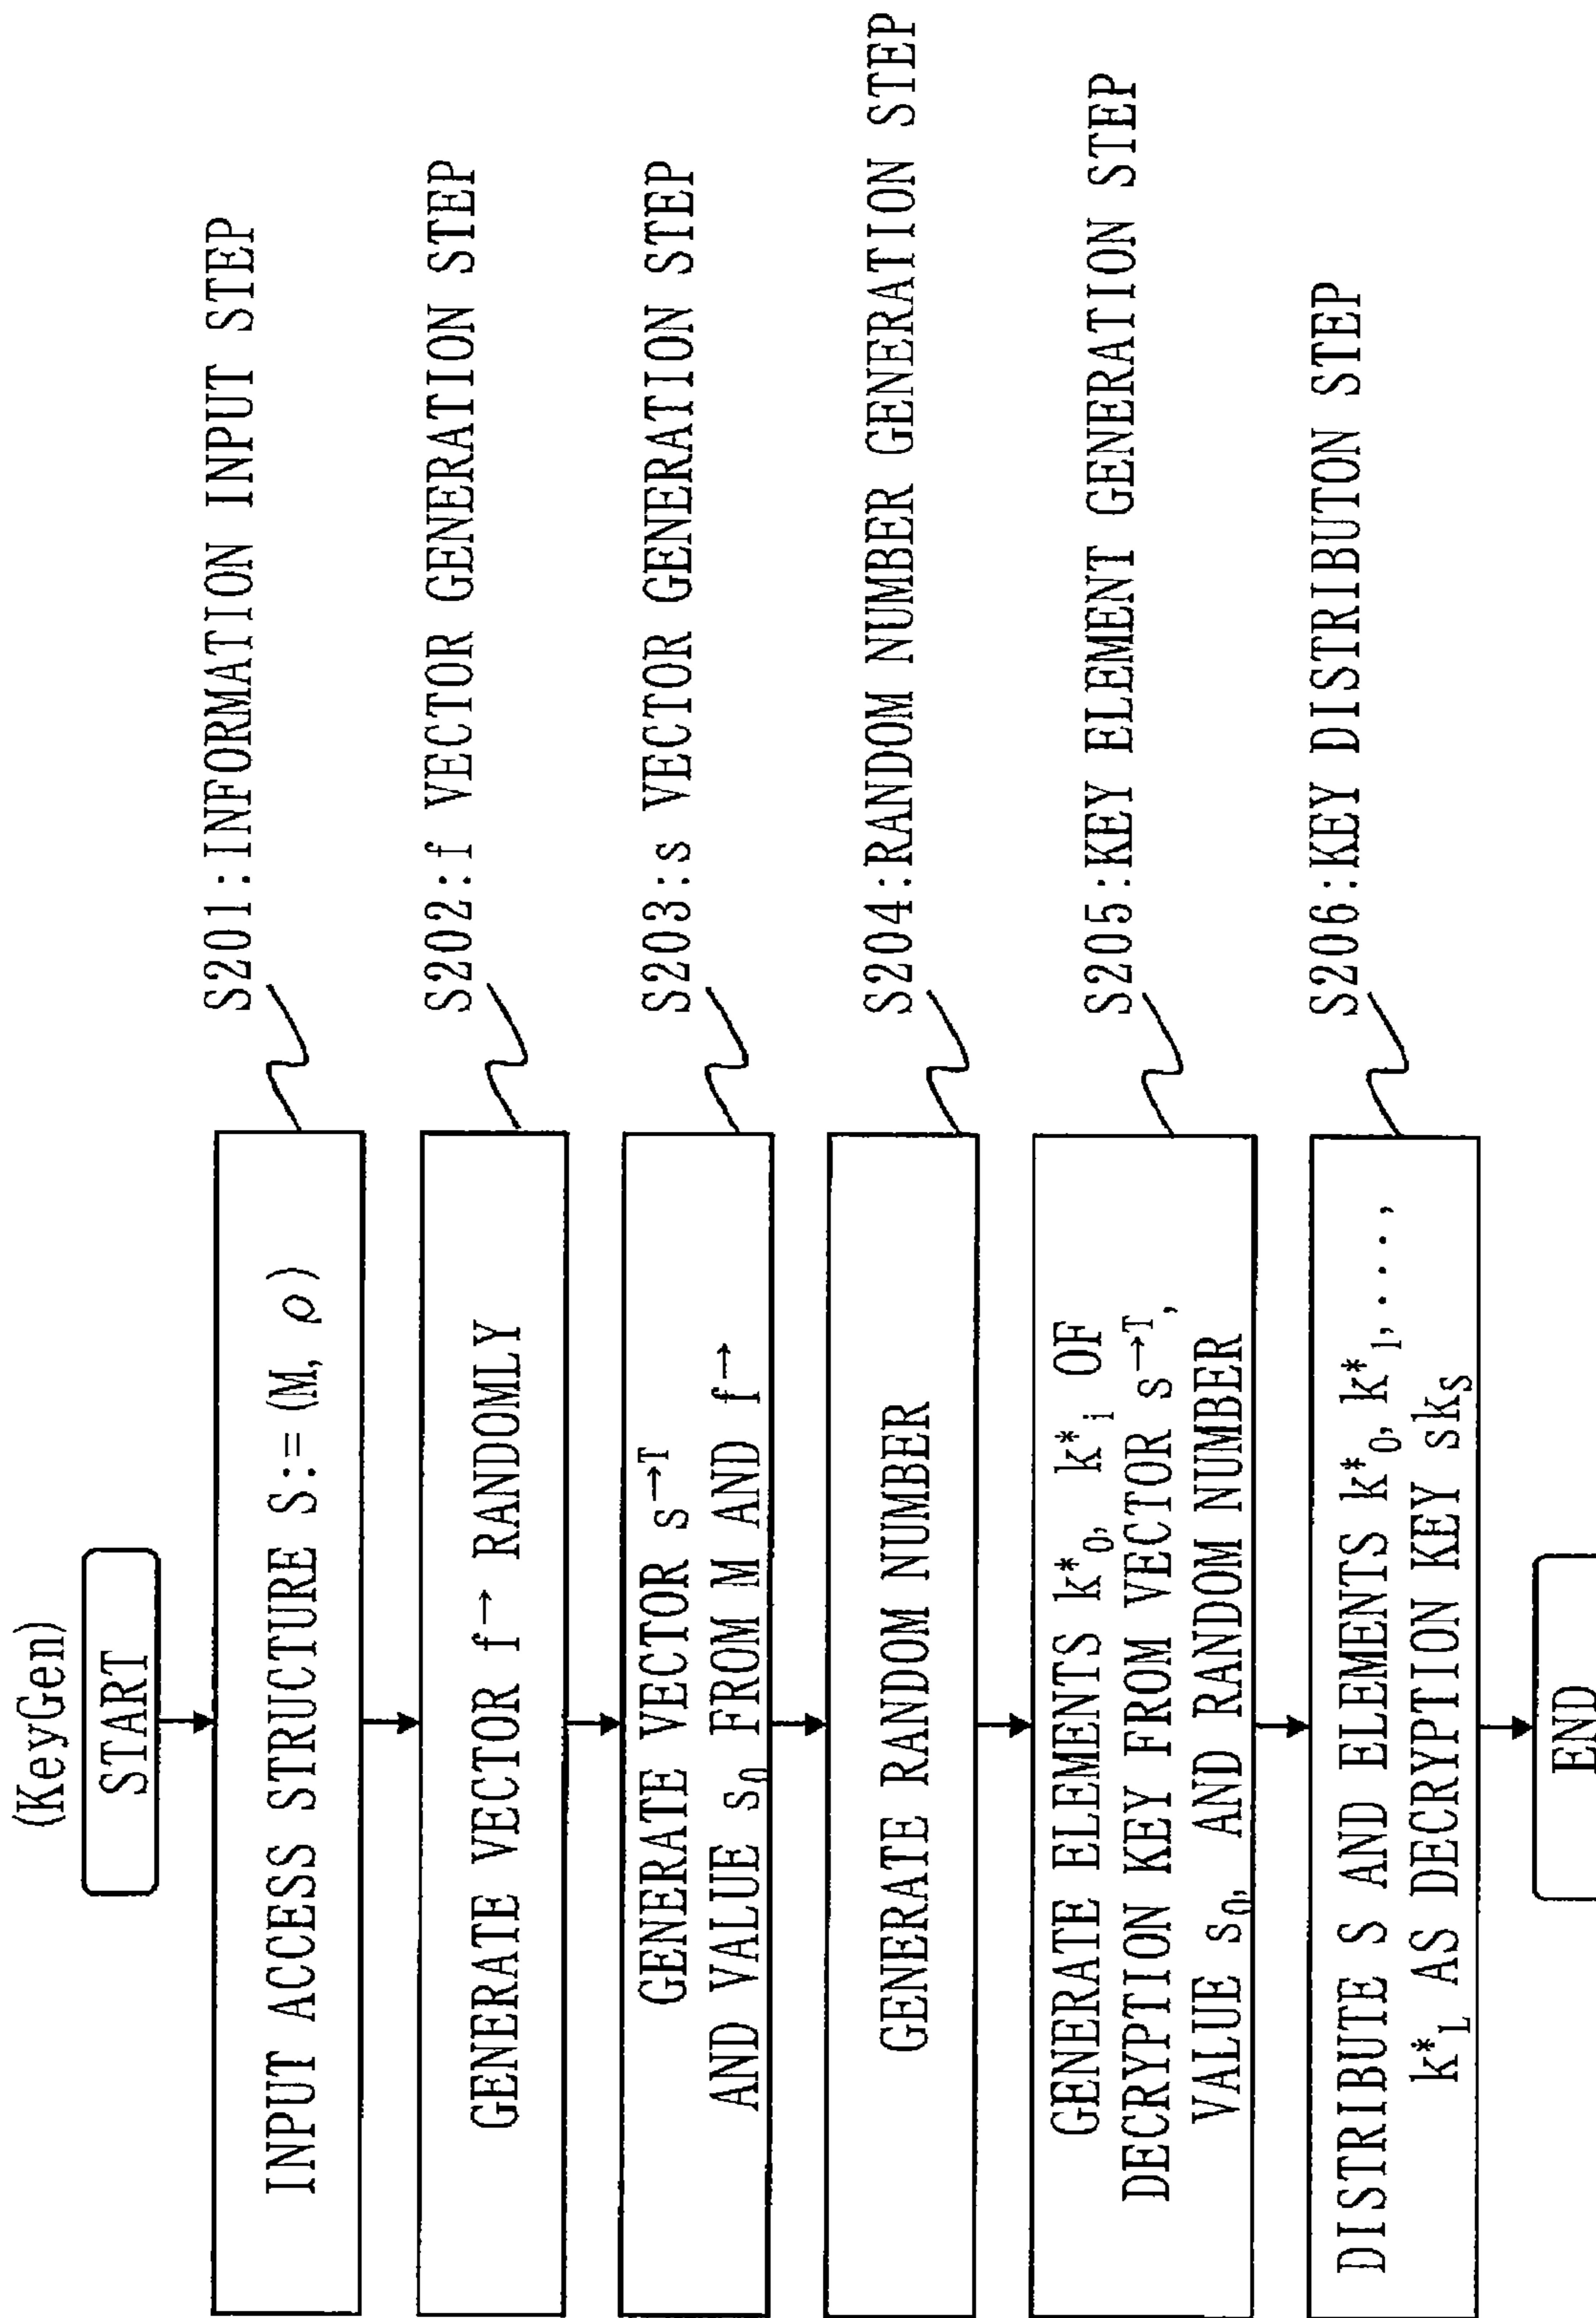 (KeyGen)
START
INPUT ACCESS STRUCTURE S:=(M, ρ)
S201:INFORMATION INPUT STEP
GENERATE VECTOR f→ RANDOMLY
S202:f VECTOR GENERATION STEP
GENERATE VECTOR s→T
AND VALUE s0 FROM M AND f→
S203:s VECTOR GENERATION STEP
GENERATE RANDOM NUMBER
S204:RANDOM NUMBER GENERATION STEP
GENERATE ELEMENTS k*0, k*i OF
DECRYPTION KEY FROM VECTOR s→T,
VALUE s0, AND RANDOM NUMBER
S205:KEY ELEMENT GENERATION STEP
DISTRIBUTE S AND ELEMENTS k*0, k*1,....,
k*L AS DECRYPTION KEY skS
S206:KEY DISTRIBUTON STEP
END